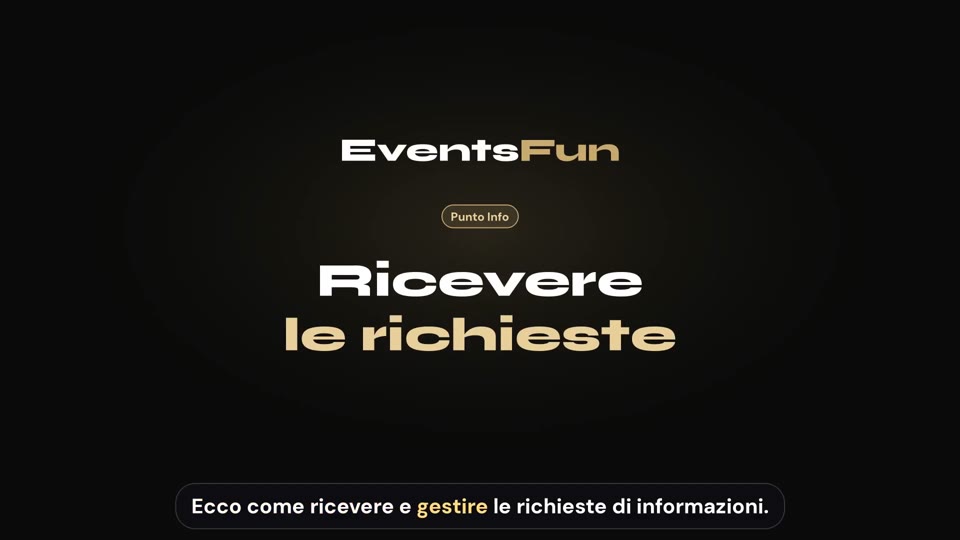 EventsFun
Punto Info
Ricevere
le richieste
Ecco come ricevere e gestire le richieste di informazioni.